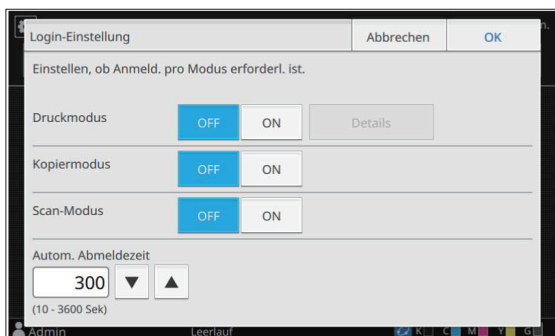 Login-Einstellung Abbrechen OK
n.
Einstellen, ob Anmeld. pro Modus erforderl. ist.
Druckmodus OFF ON Details
Kopiermodus OFF ON
Scan-Modus OFF ON
Autom. Abmeldezeit
300 ▼ ▲
(10 - 3600 Sek)
Admin Leerlauf K C M Y G